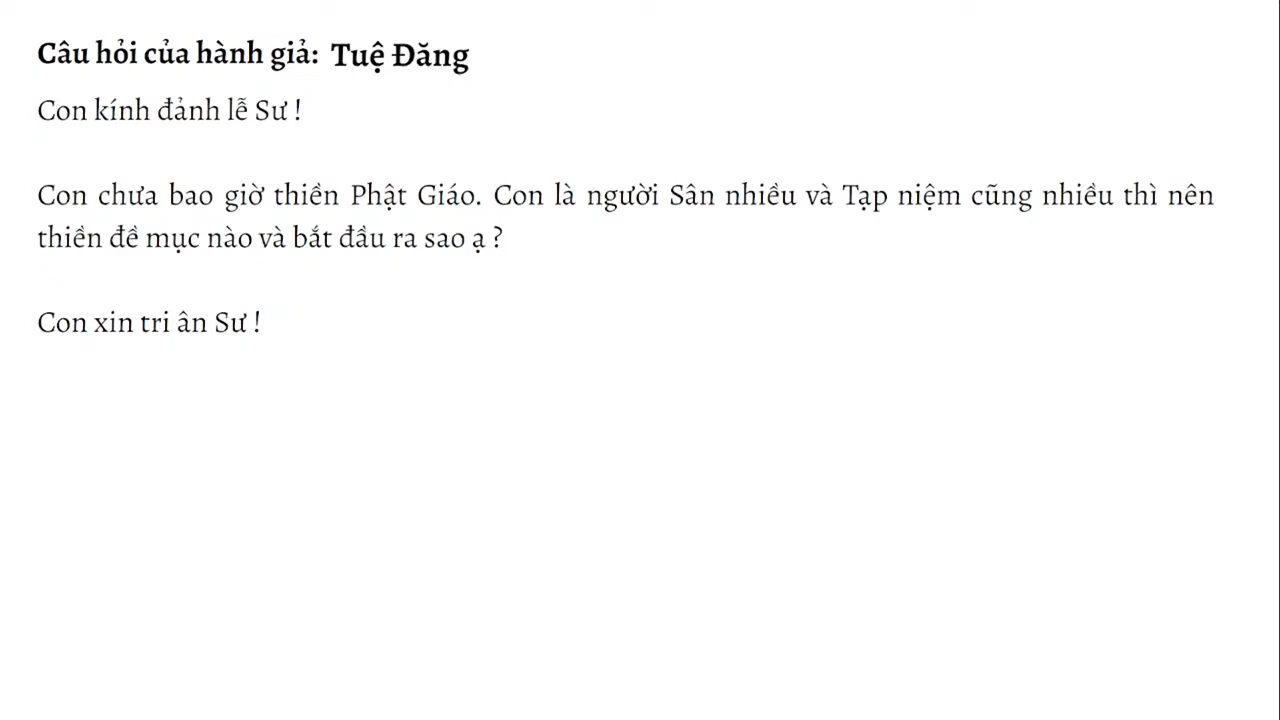 Câu hỏi của hành giả: Tuệ Đăng
Con kính đảnh lễ Sư !
Con chưa bao giờ thiền Phật Giáo. Con là người Sân nhiều và Tạp niệm cũng nhiều thì nên
thiền đề mục nào và bắt đầu ra sao ạ ?
Con xin tri ân Sư !